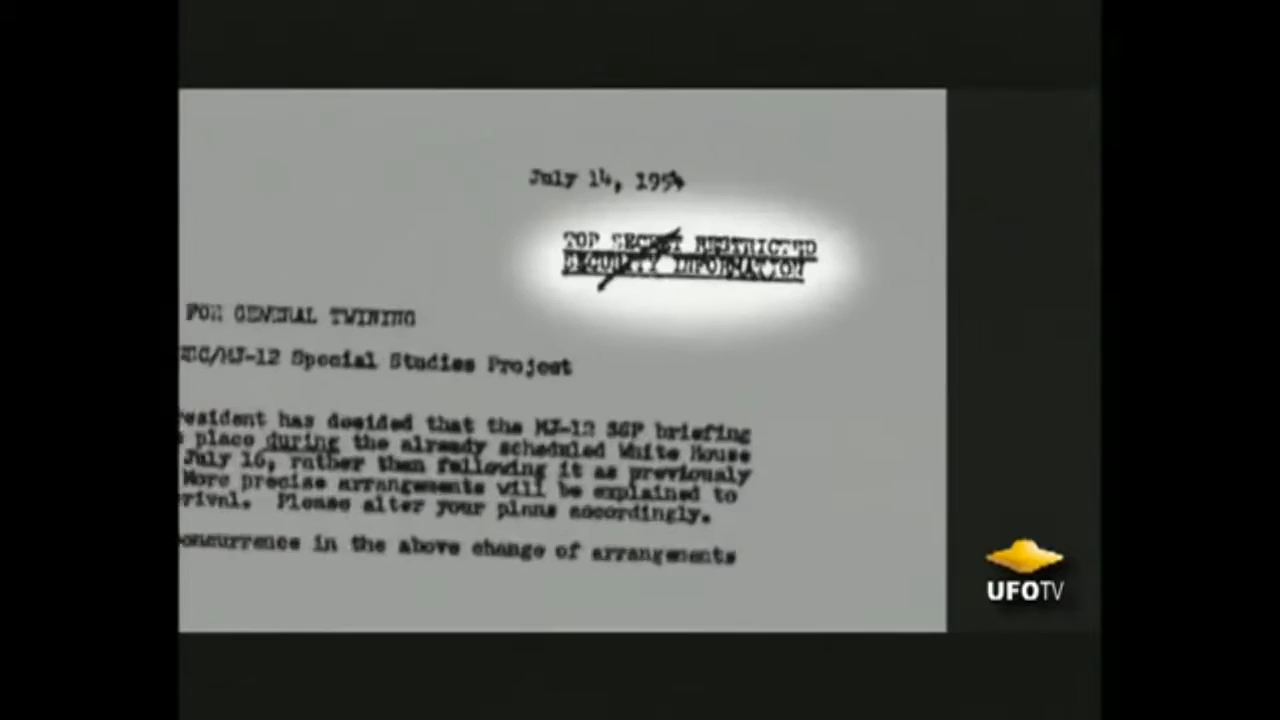 July 14, 1954
TOP SECRET RESTRICTED
SECURITY INFORMATION
FOR GENERAL TWINING
NSC/MJ-12 Special Studies Project
resident has decided that the MJ-12 SSP briefing
place during the already scheduled White House
July 16, rather than following it as previously
More precise arrangements will be explained to
rival. Please alter your plans accordingly.
oncurrence in the above change of arrangements
UFOTV